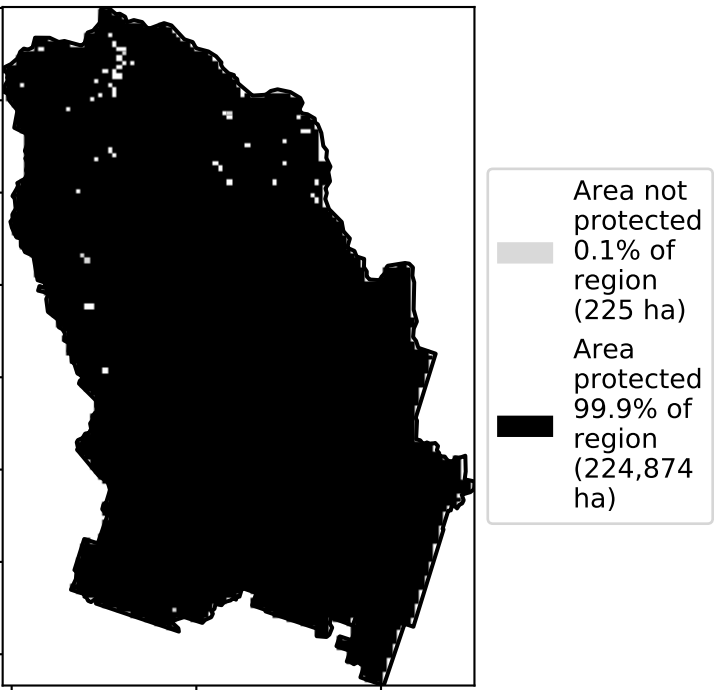 Area not
protected
0.1% of
region
(225 ha)
Area
protected
99.9% of
region
(224,874
ha)